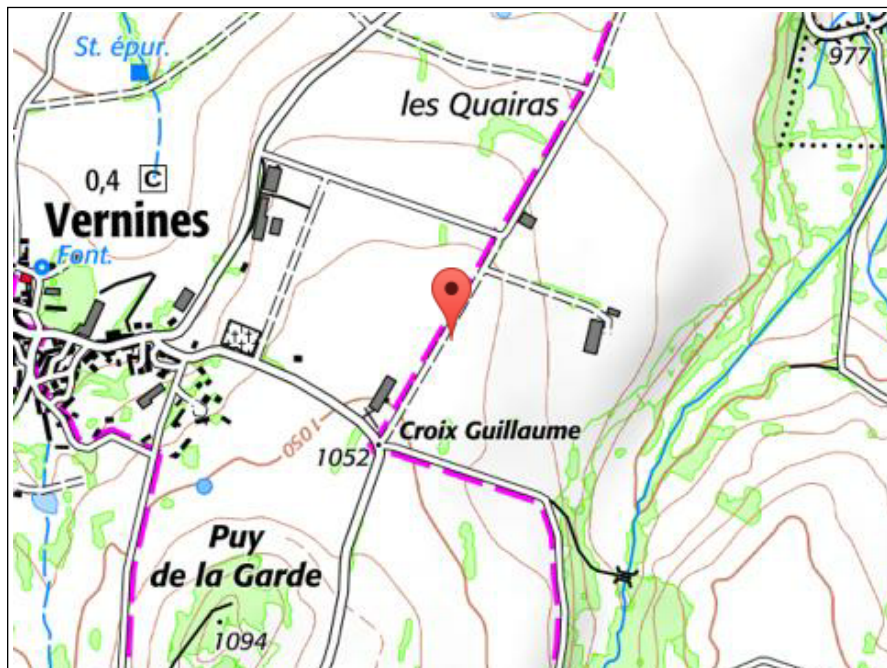 St. épur.
977
les Quairas
0,4 C
Vernines
Font.
1050
Croix Guillaume
1052
Puy
de la Garde
1094